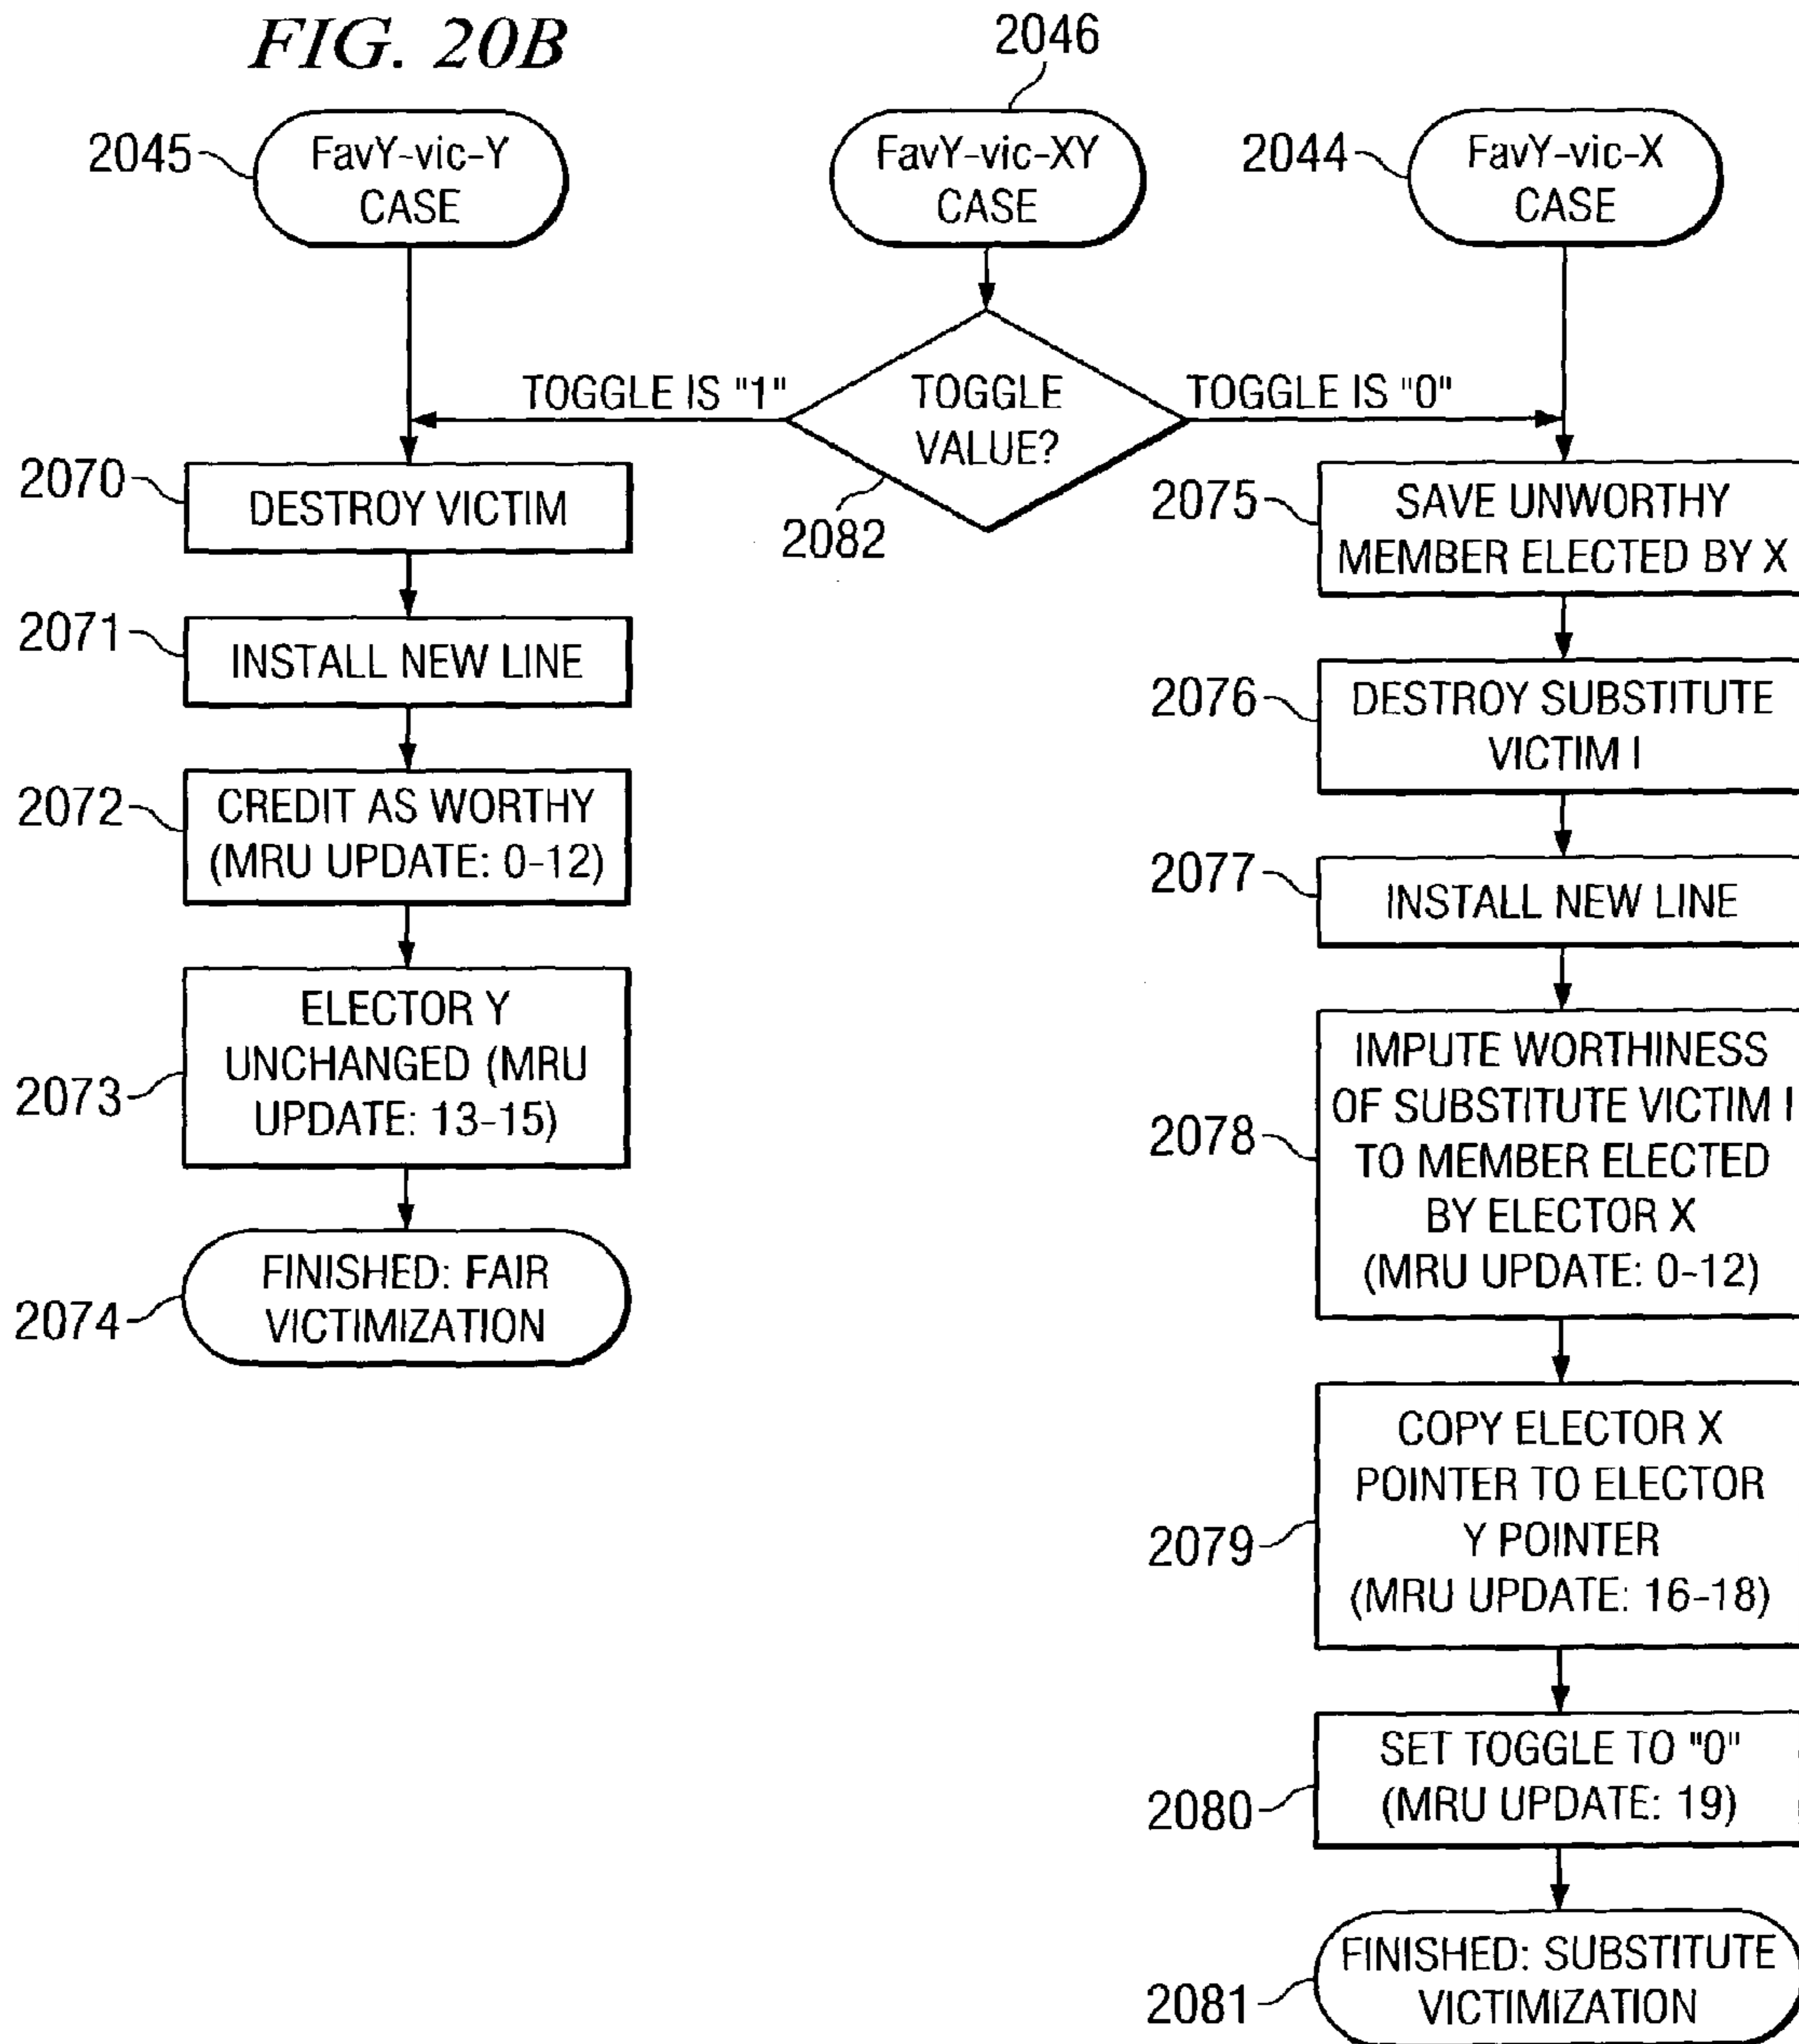 FIG. 20B
2046
2045
FavY-vic-Y
CASE
FavY-vic-XY
CASE
2044
FavY-vic-X
CASE
TOGGLE IS "1"
TOGGLE
VALUE?
TOGGLE IS "0"
2082
2070
DESTROY VICTIM
2071
INSTALL NEW LINE
2072
CREDIT AS WORTHY
(MRU UPDATE: 0-12)
2073
ELECTOR Y
UNCHANGED (MRU
UPDATE: 13-15)
2074
FINISHED: FAIR
VICTIMIZATION
2075
SAVE UNWORTHY
MEMBER ELECTED BY X
2076
DESTROY SUBSTITUTE
VICTIM I
2077
INSTALL NEW LINE
2078
IMPUTE WORTHINESS
OF SUBSTITUTE VICTIM I
TO MEMBER ELECTED
BY ELECTOR X
(MRU UPDATE: 0-12)
2079
COPY ELECTOR X
POINTER TO ELECTOR
Y POINTER
(MRU UPDATE: 16-18)
2080
SET TOGGLE TO "0"
(MRU UPDATE: 19)
2081
FINISHED: SUBSTITUTE
VICTIMIZATION